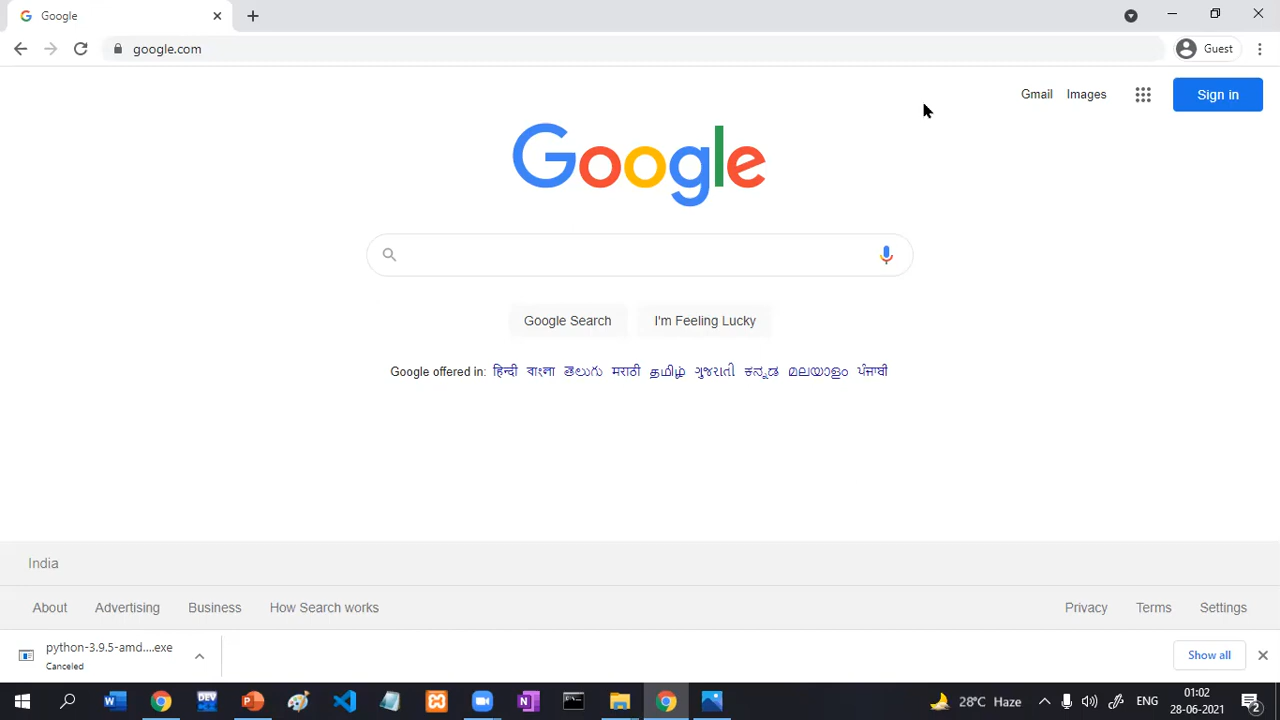 Google
google.com
Guest
Gmail Images Sign in
Google
Google Search I'm Feeling Lucky
Google offered in: हिन्दी বাংলা తెలుగు मराठी தமிழ் ગુજરાતી ಕನ್ನಡ മലയാളം ਪੰਜਾਬੀ
India
About Advertising Business How Search works Privacy Terms Settings
python-3.9.5-amd....exe
Canceled
Show all
28°C Haze ENG
01:02
28-06-2021
2